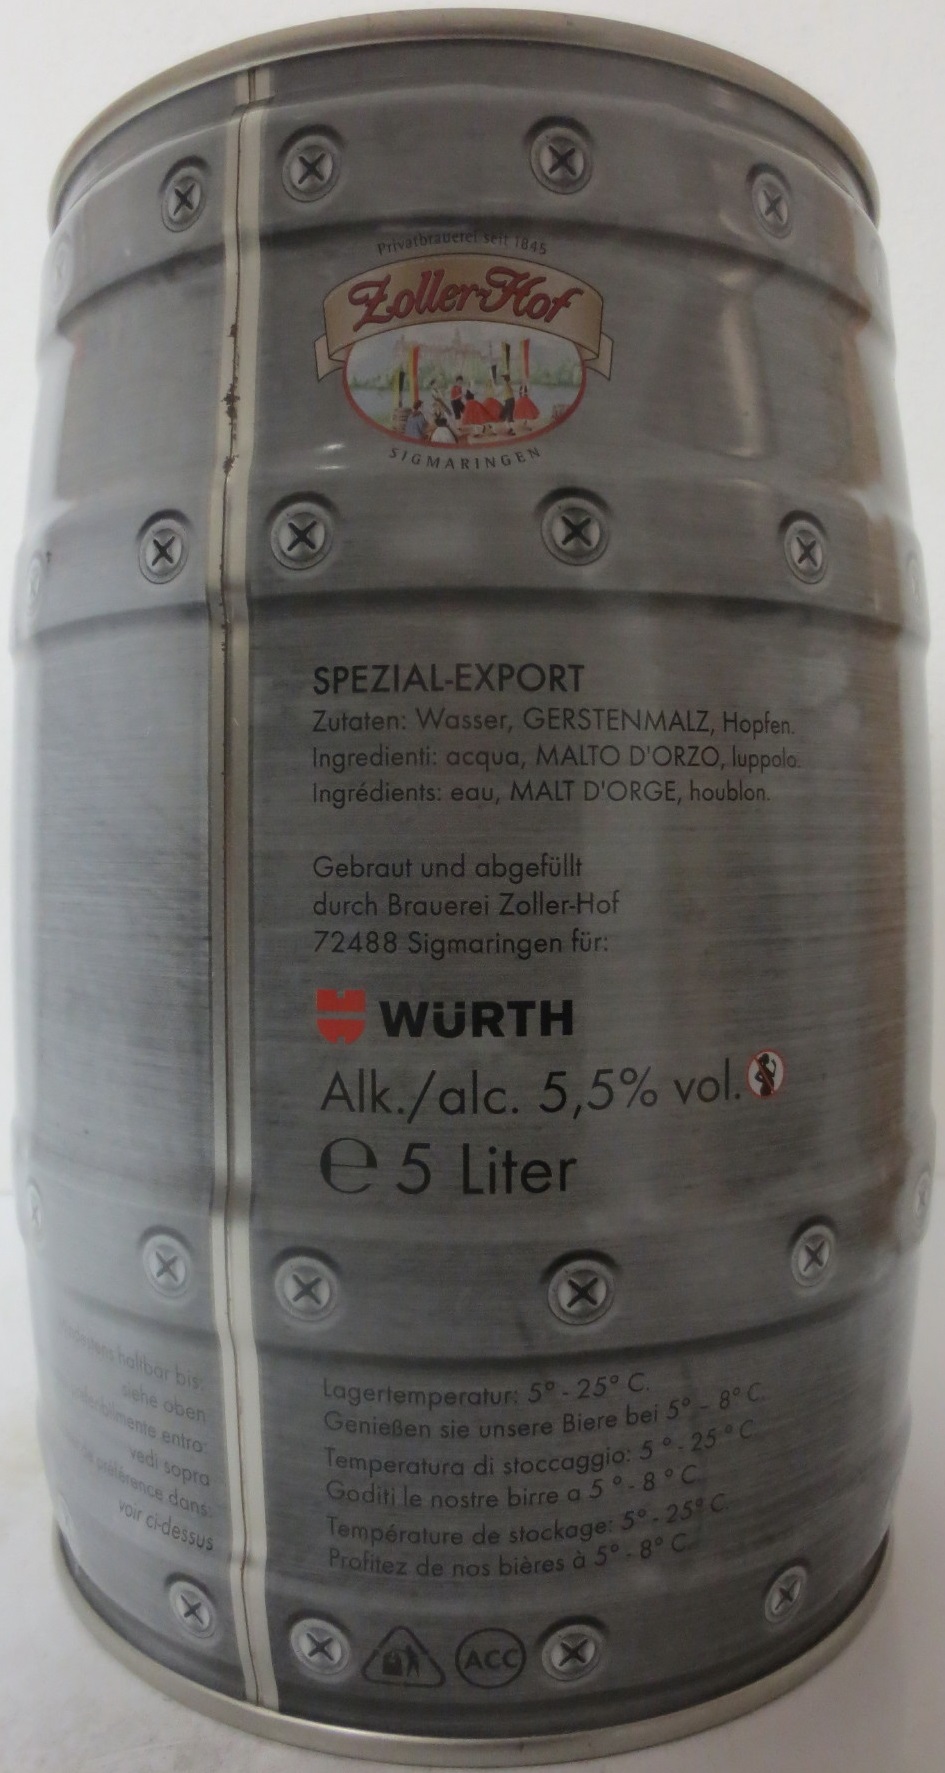 Privatbrauerei seit 1845
Zoller-Hof
SIGMARINGEN
SPEZIAL-EXPORT
Zutaten: Wasser, GERSTENMALZ, Hopfen.
Ingredienti: acqua, MALTO D'ORZO, luppolo.
Ingrédients: eau, MALT D'ORGE, houblon.
Gebraut und abgefüllt
durch Brauerei Zoller-Hof
72488 Sigmaringen für:
WÜRTH
Alk./alc. 5,5% vol.
e 5 Liter
haltbar bis:
siehe oben
entro:
vedi sopra
préférence dans:
voir ci-dessus
Lagertemperatur: 5° - 25° C.
Genießen sie unsere Biere bei 5° - 8° C.
Temperatura di stoccaggio: 5 ° - 25 ° C
Goditi le nostre birre a 5 ° - 8 ° C
Température de stockage: 5° - 25° C.
Profitez de nos bières à 5° - 8° C.
ACC